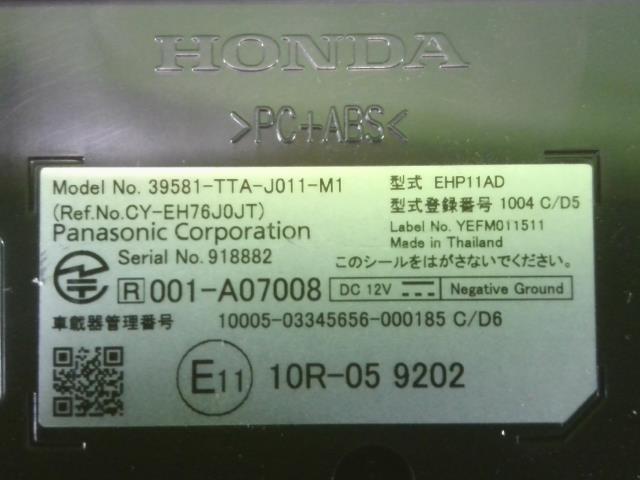 HONDA
>PC+ABS<
Model No. 39581-TTA-J011-M1
型式 EHP11AD
(Ref.No.CY-EH76J0JT)
型式登録番号 1004 C/D5
Panasonic Corporation
Label No. YEFM011511
Made in Thailand
Serial No. 918882
このシールをはがさないでください。
R 001-A07008
DC 12V
Negative Ground
車載器管理番号 10005-03345656-000185 C/D6
E11 10R-05 9202